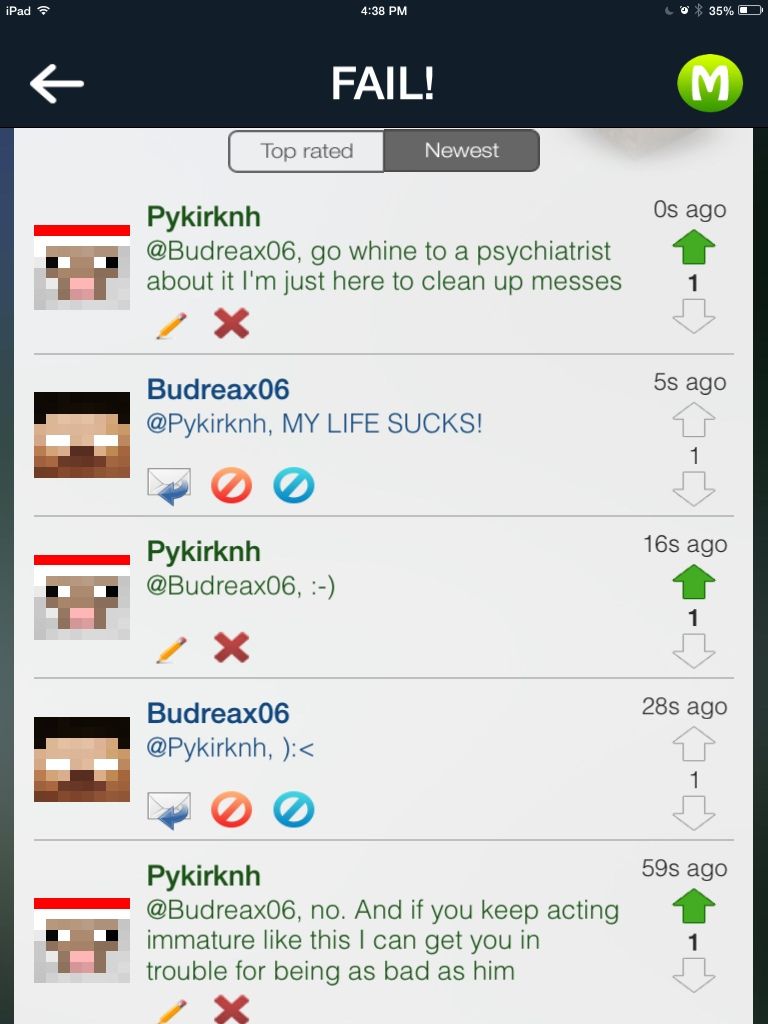 iPad 4:38 PM 35%
FAIL!
M
Top rated Newest
Pykirknh 0s ago
@Budreax06, go whine to a psychiatrist
about it I'm just here to clean up messes
1
Budreax06 5s ago
@Pykirknh, MY LIFE SUCKS!
1
Pykirknh 16s ago
@Budreax06, :-)
1
Budreax06 28s ago
@Pykirknh, ):<
1
Pykirknh 59s ago
@Budreax06, no. And if you keep acting
immature like this I can get you in
trouble for being as bad as him
1